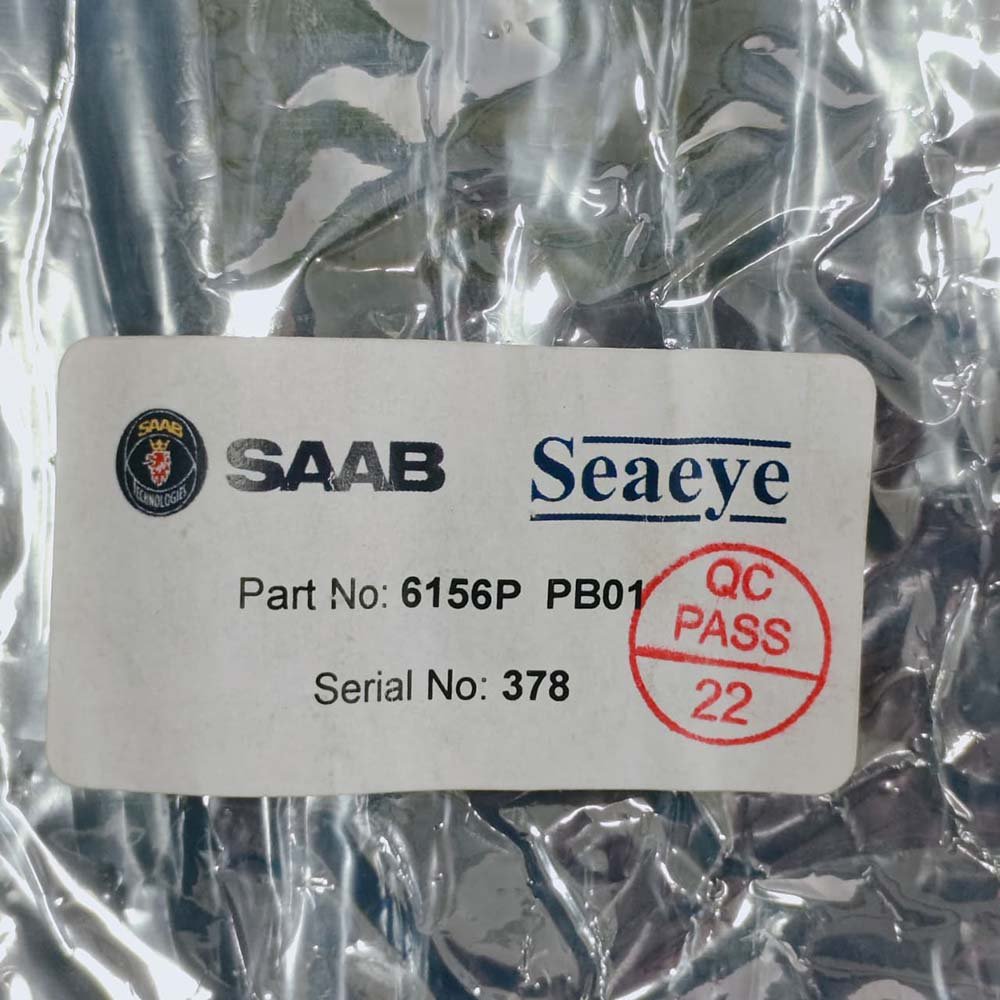 SAAB
TECHNOLOGIES
SAAB
Seaeye
Part No: 6156P PB01
Serial No: 378
QC
PASS
22